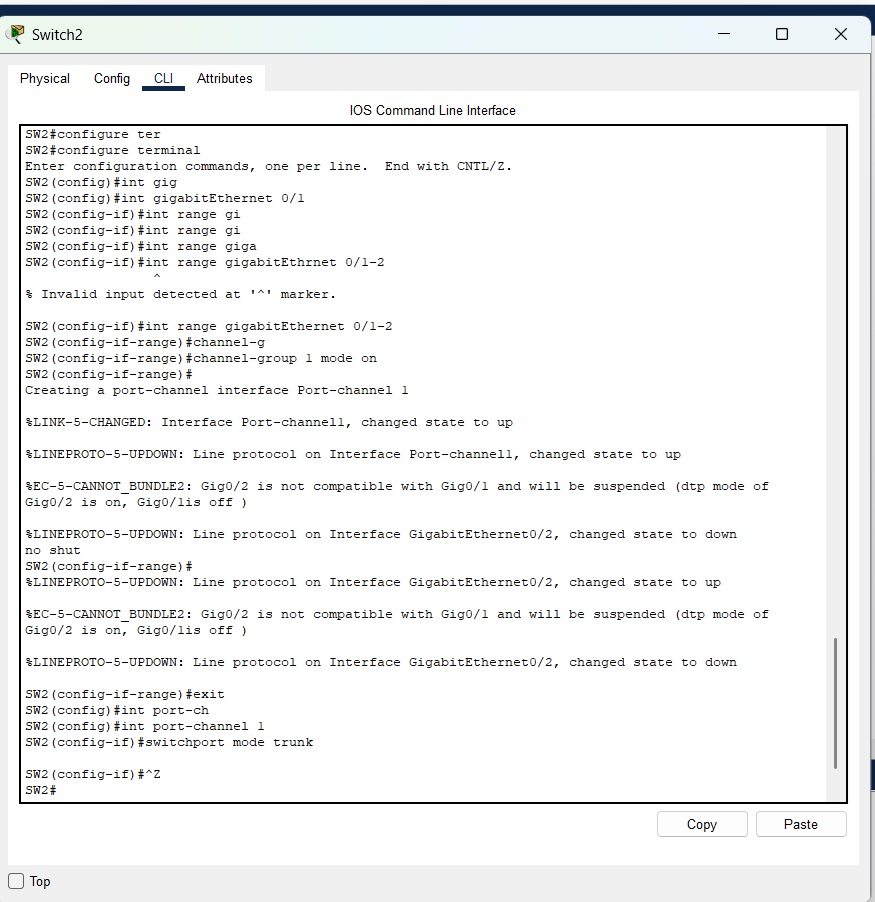 Switch2
Physical Config CLI Attributes
IOS Command Line Interface
SW2#configure ter
SW2#configure terminal
Enter configuration commands, one per line.  End with CNTL/Z.
SW2(config)#int gig
SW2(config)#int gigabitEthernet 0/1
SW2(config-if)#int range gi
SW2(config-if)#int range gi
SW2(config-if)#int range giga
SW2(config-if)#int range gigabitEthrnet 0/1-2
^
% Invalid input detected at '^' marker.
SW2(config-if)#int range gigabitEthernet 0/1-2
SW2(config-if-range)#channel-g
SW2(config-if-range)#channel-group 1 mode on
SW2(config-if-range)#
Creating a port-channel interface Port-channel 1
%LINK-5-CHANGED: Interface Port-channel1, changed state to up
%LINEPROTO-5-UPDOWN: Line protocol on Interface Port-channel1, changed state to up
%EC-5-CANNOT_BUNDLE2: Gig0/2 is not compatible with Gig0/1 and will be suspended (dtp mode of
Gig0/2 is on, Gig0/1is off )
%LINEPROTO-5-UPDOWN: Line protocol on Interface GigabitEthernet0/2, changed state to down
no shut
SW2(config-if-range)#
%LINEPROTO-5-UPDOWN: Line protocol on Interface GigabitEthernet0/2, changed state to up
%EC-5-CANNOT_BUNDLE2: Gig0/2 is not compatible with Gig0/1 and will be suspended (dtp mode of
Gig0/2 is on, Gig0/1is off )
%LINEPROTO-5-UPDOWN: Line protocol on Interface GigabitEthernet0/2, changed state to down
SW2(config-if-range)#exit
SW2(config)#int port-ch
SW2(config)#int port-channel 1
SW2(config-if)#switchport mode trunk
SW2(config-if)#^Z
SW2#
Copy Paste
Top